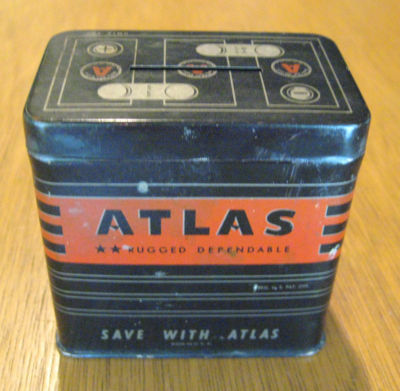 A
A
ATLAS
★★ RUGGED DEPENDABLE
SAVE WITH ATLAS